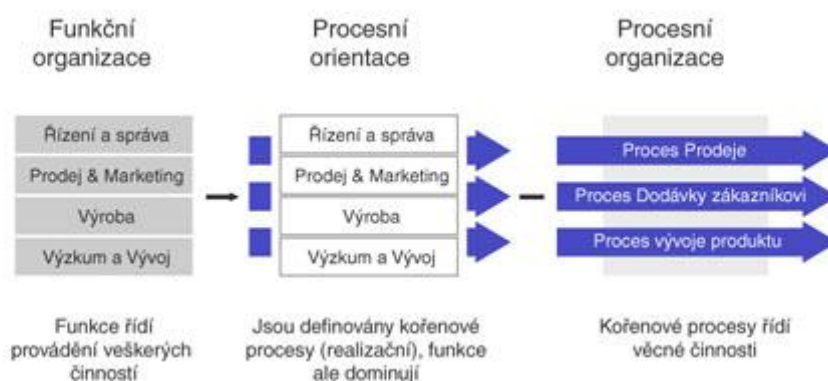 Funkční
organizace
Procesní
orientace
Procesní
organizace
Řízení a správa
Prodej & Marketing
Výroba
Výzkum a Vývoj
Řízení a správa
Prodej & Marketing
Výroba
Výzkum a Vývoj
Proces Prodeje
Proces Dodávky zákazníkovi
Proces vývoje produktu
Funkce řídí
provádění veškerých
činností
Jsou definovány kořenové
procesy (realizační), funkce
ale dominují
Kořenové procesy řídí
věcné činnosti